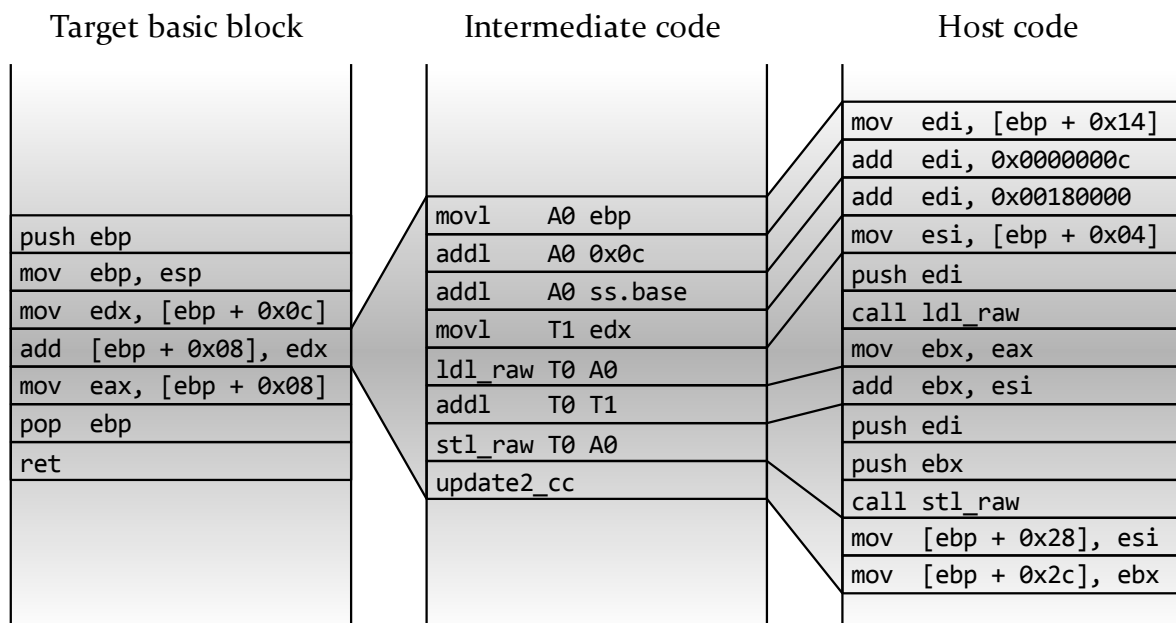 Target basic block
push ebp
mov ebp, esp
mov edx, [ebp + 0x0c]
add [ebp + 0x08], edx
mov eax, [ebp + 0x08]
pop ebp
ret
Intermediate code
movl A0 ebp
addl A0 0x0c
addl A0 ss.base
movl T1 edx
ldl_raw T0 A0
addl T0 T1
stl_raw T0 A0
update2_cc
Host code
mov edi, [ebp + 0x14]
add edi, 0x0000000c
add edi, 0x00180000
mov esi, [ebp + 0x04]
push edi
call ldl_raw
mov ebx, eax
add ebx, esi
push edi
push ebx
call stl_raw
mov [ebp + 0x28], esi
mov [ebp + 0x2c], ebx